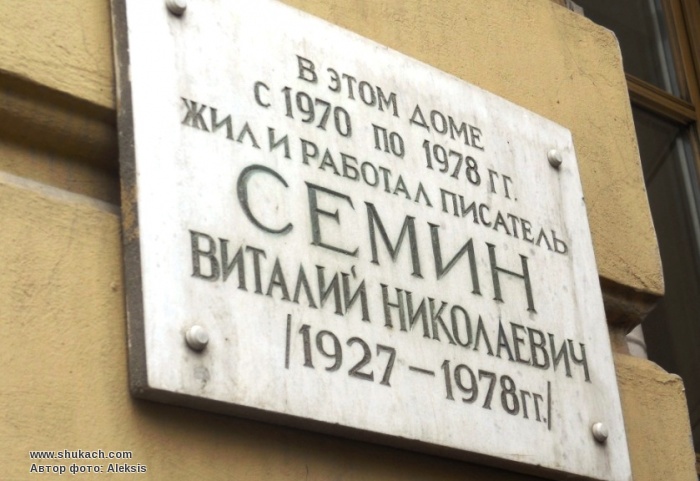 В ЭТОМ ДОМЕ
С 1970 ПО 1978 ГГ.
ЖИЛ И РАБОТАЛ ПИСАТЕЛЬ
СЕМИН
ВИТАЛИЙ НИКОЛАЕВИЧ
/1927 – 1978ГГ./
www.shukach.com
Автор фото: Aleksis